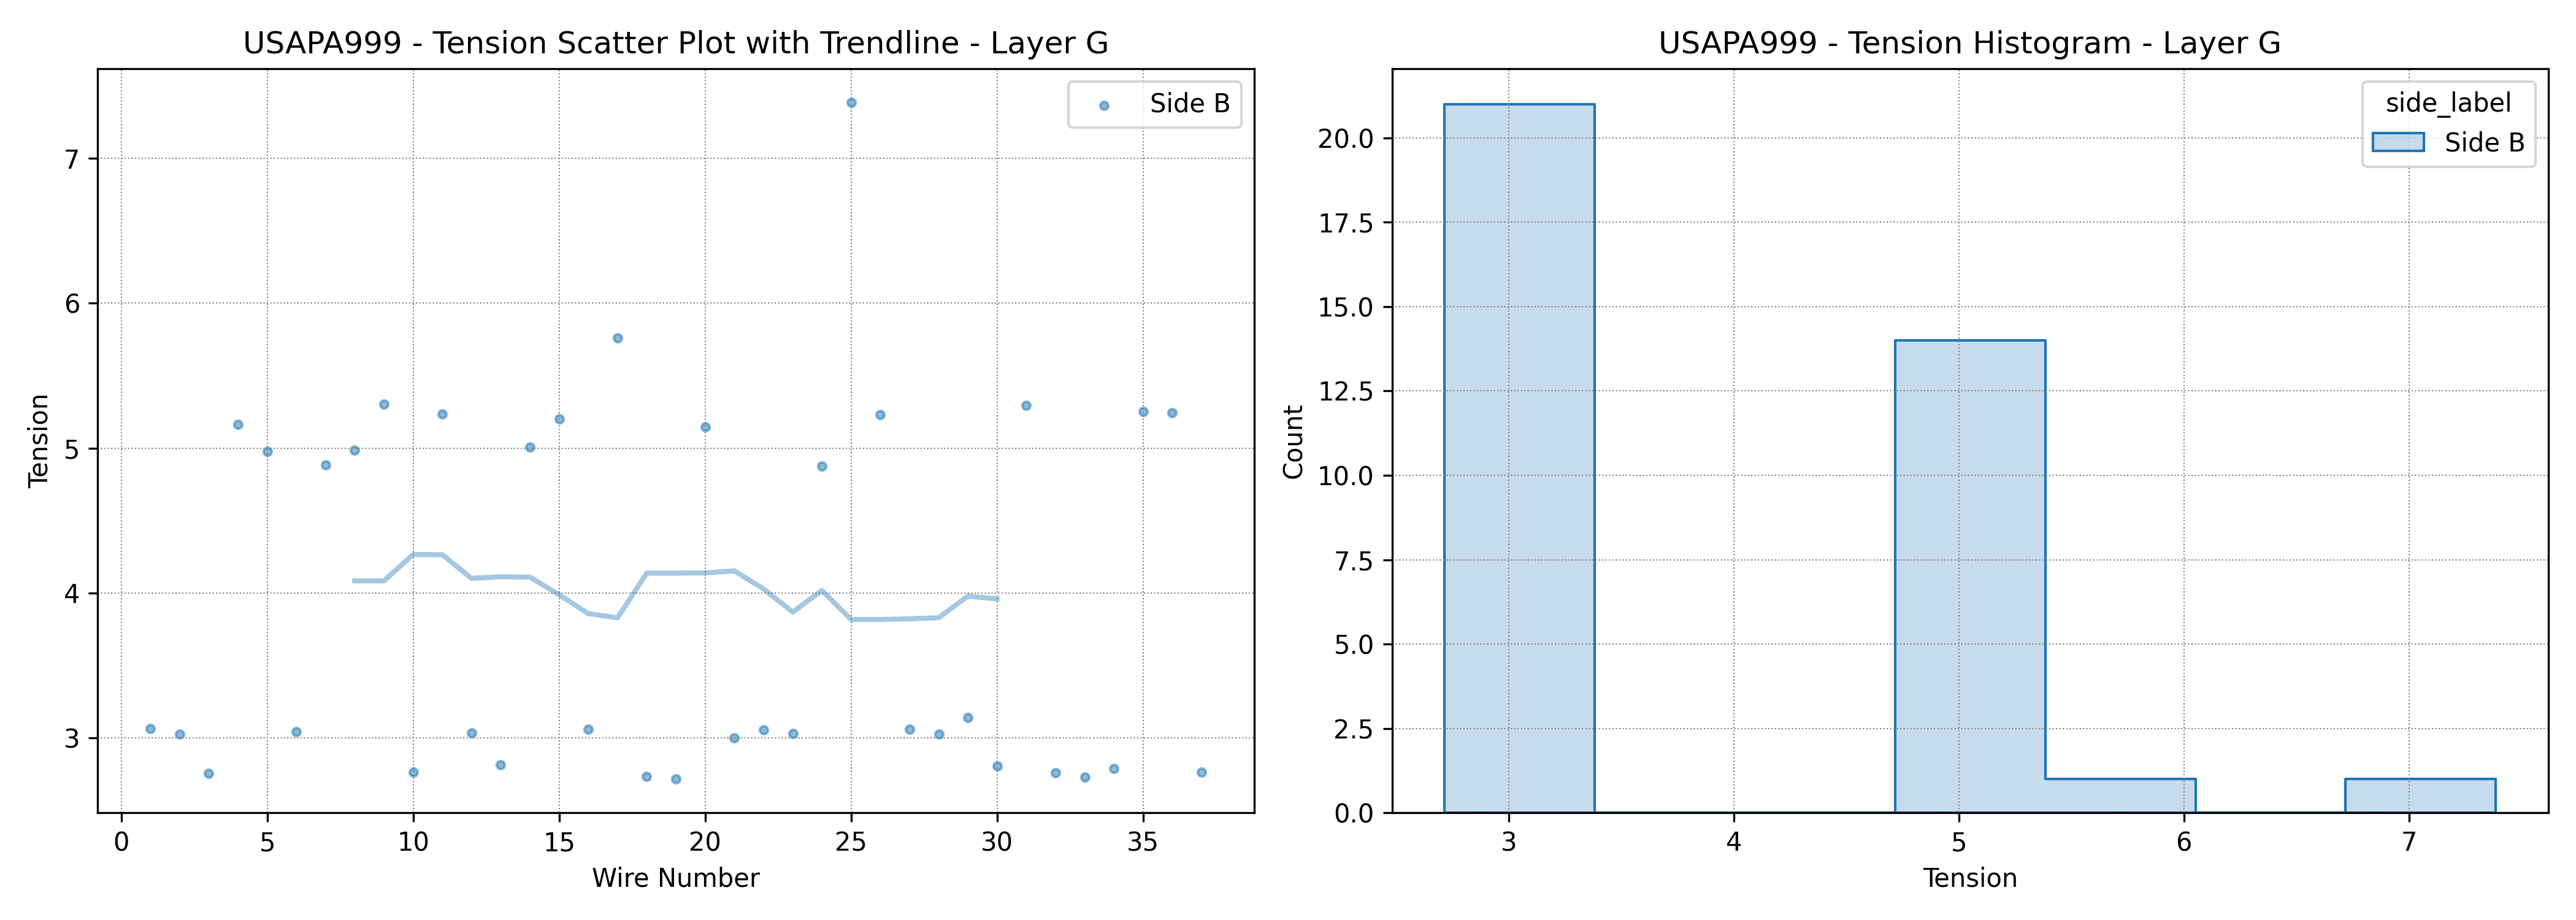 USAPA999 - Tension Scatter Plot with Trendline - Layer G
Side B
7
6
5
4
3
Tension
0 5 10 15 20 25 30 35
Wire Number
USAPA999 - Tension Histogram - Layer G
side_label
Side B
20.0
17.5
15.0
12.5
10.0
7.5
5.0
2.5
0.0
Count
3 4 5 6 7
Tension